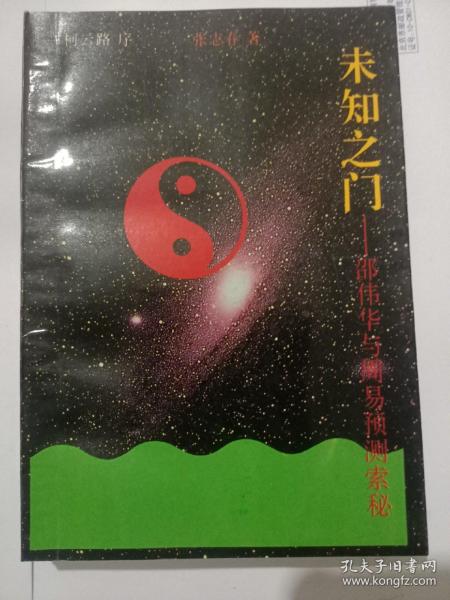 柯云路 序
张志春 著
未知之门
——邵伟华与周易预测索秘
孔夫子旧书网
www.kongfz.com